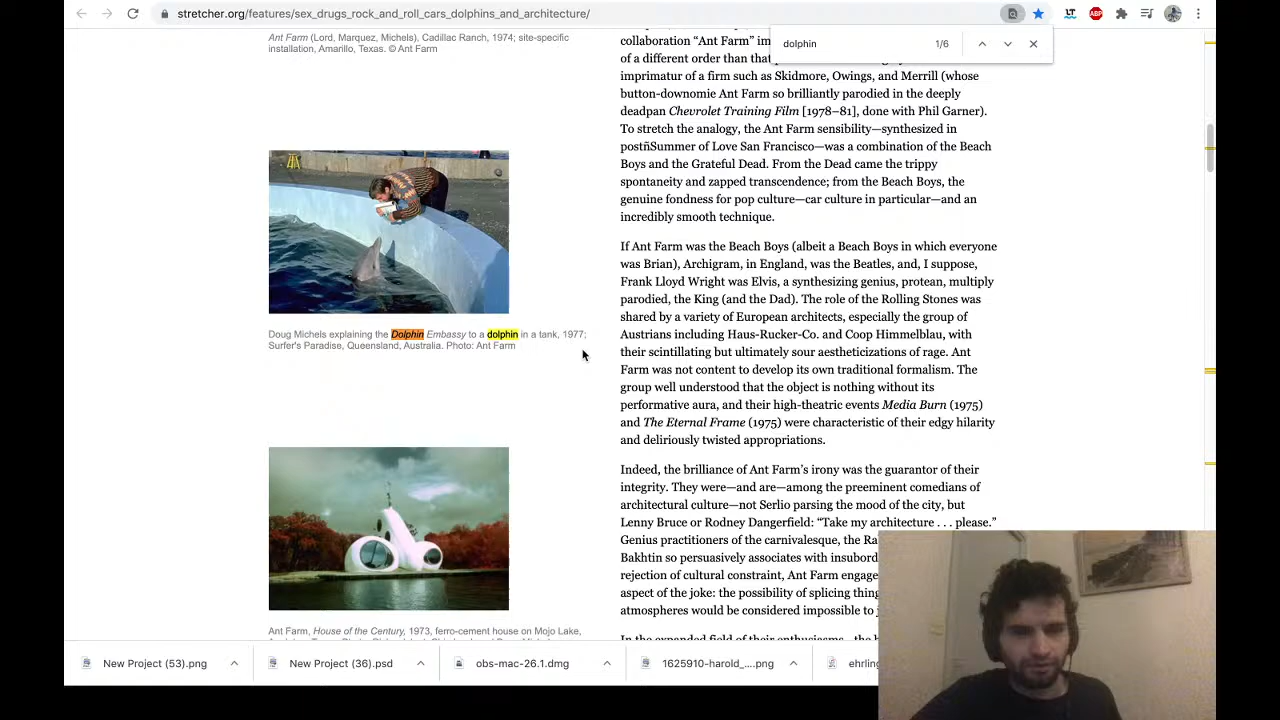 stretcher.org/features/sex_drugs_rock_and_roll_cars_dolphins_and_architecture/
dolphin
1/6
Ant Farm (Lord, Marquez, Michels), Cadillac Ranch, 1974; site-specific
installation, Amarillo, Texas. © Ant Farm
Doug Michels explaining the Dolphin Embassy to a dolphin in a tank, 1977;
Surfer's Paradise, Queensland, Australia. Photo: Ant Farm
Ant Farm, House of the Century, 1973, ferro-cement house on Mojo Lake,
collaboration “Ant Farm” im
of a different order than that
imprimatur of a firm such as Skidmore, Owings, and Merrill (whose
button-downomie Ant Farm so brilliantly parodied in the deeply
deadpan Chevrolet Training Film [1978–81], done with Phil Garner).
To stretch the analogy, the Ant Farm sensibility—synthesized in
postñSummer of Love San Francisco—was a combination of the Beach
Boys and the Grateful Dead. From the Dead came the trippy
spontaneity and zapped transcendence; from the Beach Boys, the
genuine fondness for pop culture—car culture in particular—and an
incredibly smooth technique.
If Ant Farm was the Beach Boys (albeit a Beach Boys in which everyone
was Brian), Archigram, in England, was the Beatles, and, I suppose,
Frank Lloyd Wright was Elvis, a synthesizing genius, protean, multiply
parodied, the King (and the Dad). The role of the Rolling Stones was
shared by a variety of European architects, especially the group of
Austrians including Haus-Rucker-Co. and Coop Himmelblau, with
their scintillating but ultimately sour aestheticizations of rage. Ant
Farm was not content to develop its own traditional formalism. The
group well understood that the object is nothing without its
performative aura, and their high-theatric events Media Burn (1975)
and The Eternal Frame (1975) were characteristic of their edgy hilarity
and deliriously twisted appropriations.
Indeed, the brilliance of Ant Farm’s irony was the guarantor of their
integrity. They were—and are—among the preeminent comedians of
architectural culture—not Serlio parsing the mood of the city, but
Lenny Bruce or Rodney Dangerfield: “Take my architecture . . . please.”
Genius practitioners of the carnivalesque, the Ra
Bakhtin so persuasively associates with insubord
rejection of cultural constraint, Ant Farm engage
aspect of the joke: the possibility of splicing thing
atmospheres would be considered impossible to j
In the expanded field of their enthusiasms—the b
New Project (53).png
New Project (36).psd
obs-mac-26.1.dmg
1625910-harold_....png
ehrling
LT
ABP